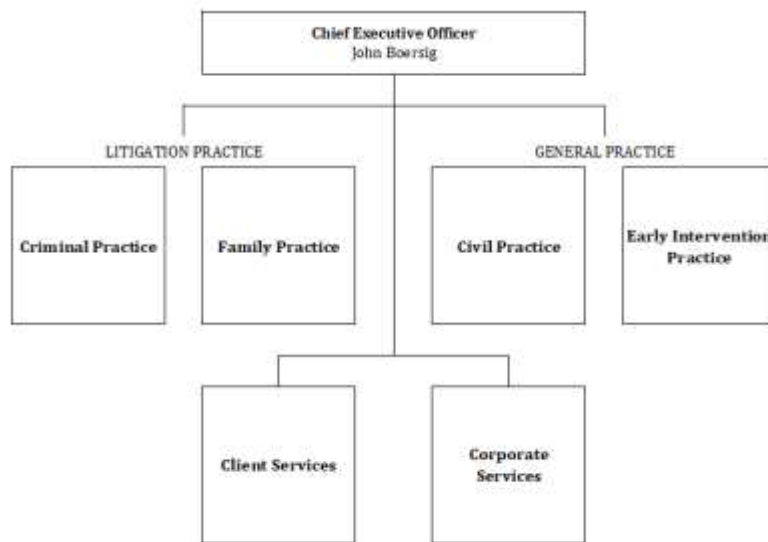 Chief Executive Officer
John Boersig
LITIGATION PRACTICE
GENERAL PRACTICE
Criminal Practice
Family Practice
Civil Practice
Early Intervention
Practice
Client Services
Corporate
Services